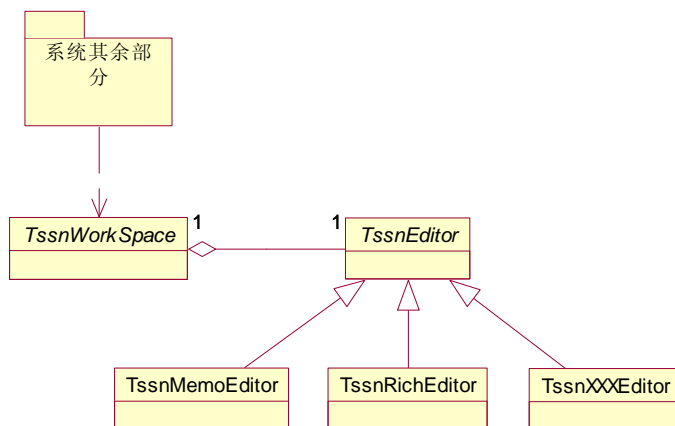 系统其余部
分
TssnWorkSpace
1
1
TssnEditor
TssnMemoEditor
TssnRichEditor
TssnXXXEditor